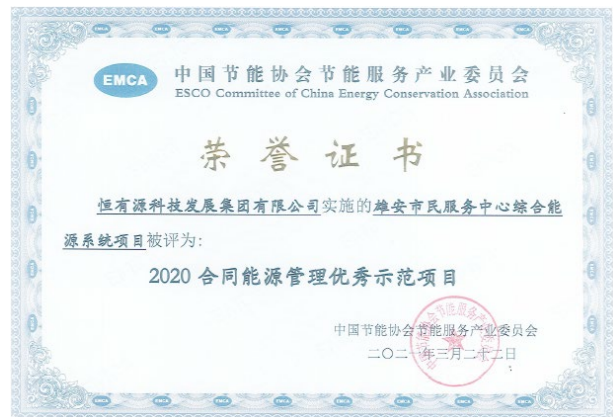 EMCA
中国节能协会节能服务产业委员会
ESCO Committee of China Energy Conservation Association
荣誉证书
恒有源科技发展集团有限公司实施的雄安市民服务中心综合能
源系统项目被评为:
2020 合同能源管理优秀示范项目
中国节能协会节能服务产业委员会
二〇二一年三月二十二日